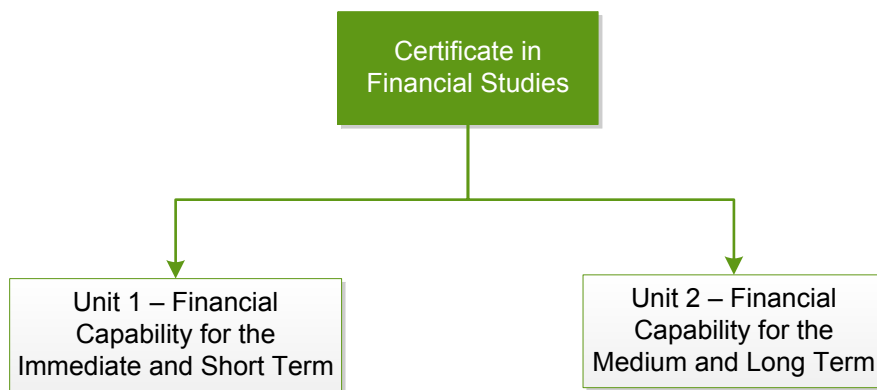 Certificate in
Financial Studies
Unit 1 – Financial
Capability for the
Immediate and Short Term
Unit 2 – Financial
Capability for the
Medium and Long Term